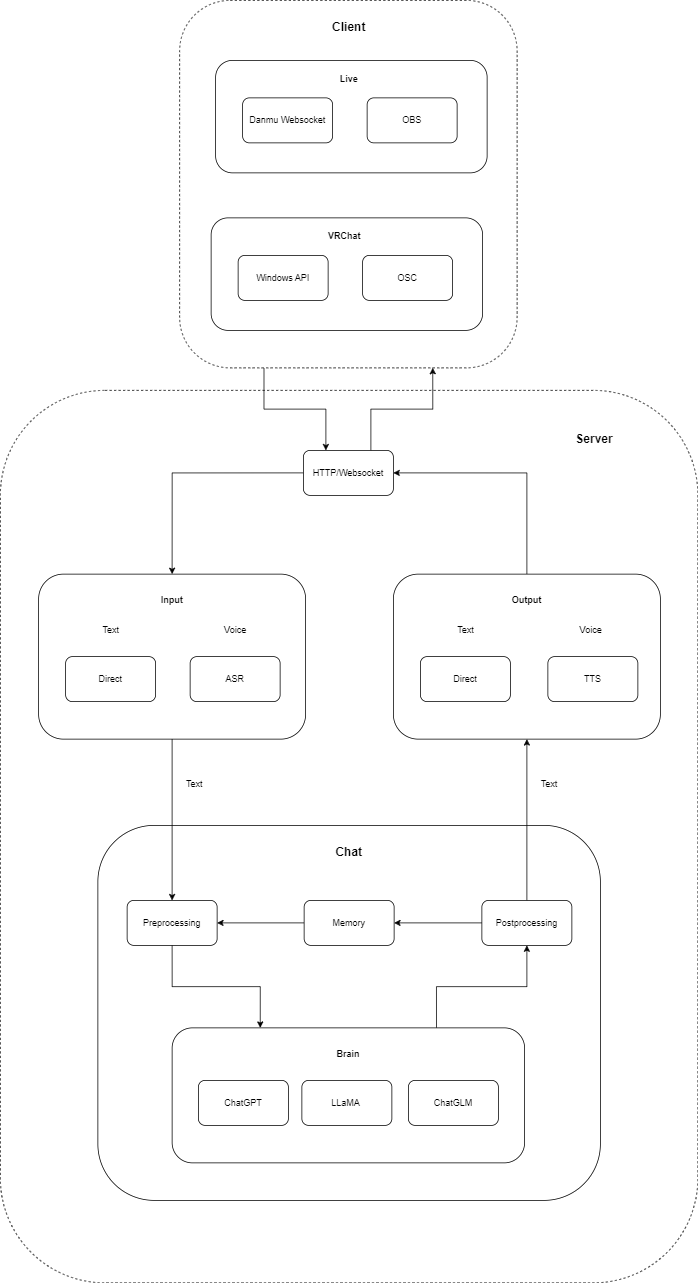 Client
Live
Danmu Websocket
OBS
VRChat
Windows API
OSC
Server
HTTP/Websocket
Input
Text
Voice
Direct
ASR
Output
Text
Voice
Direct
TTS
Text
Text
Chat
Preprocessing
Memory
Postprocessing
Brain
ChatGPT
LLaMA
ChatGLM